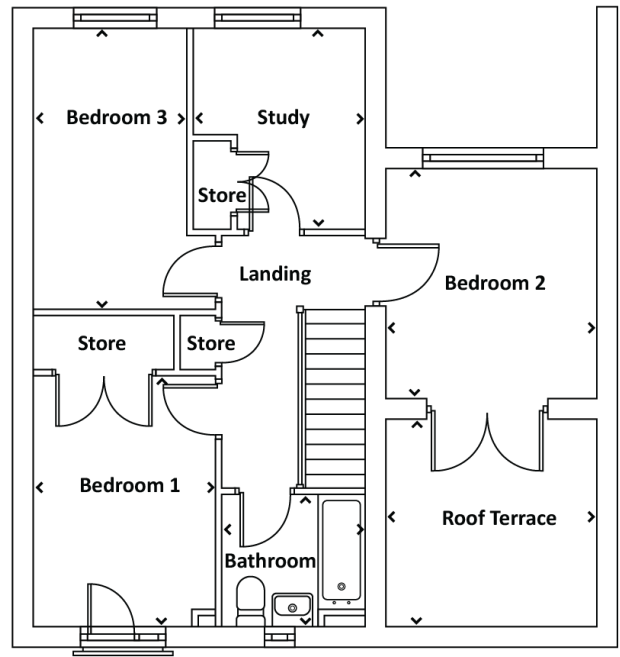 Bedroom 3
Study
Store
Landing
Bedroom 2
Store
Store
Bedroom 1
Roof Terrace
Bathroom